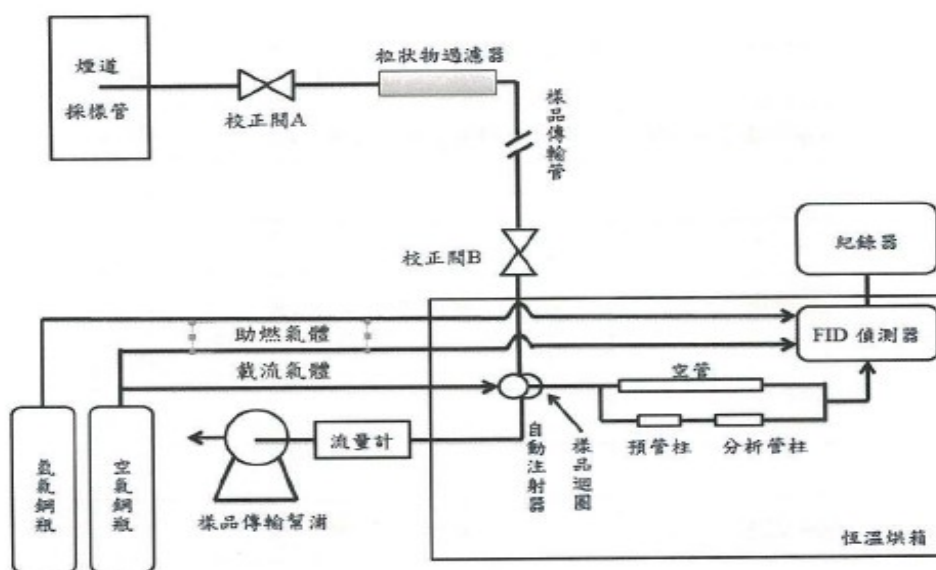 煙道
採樣管
校正閥A
粒狀物過濾器
樣品傳輸管
校正閥B
紀錄器
助燃氣體
FID 偵測器
載流氣體
空管
流量計
預管柱
分析管柱
自動注射器
樣品迴圈
氫氣鋼瓶
空氣鋼瓶
樣品傳輸幫浦
恆溫烘箱